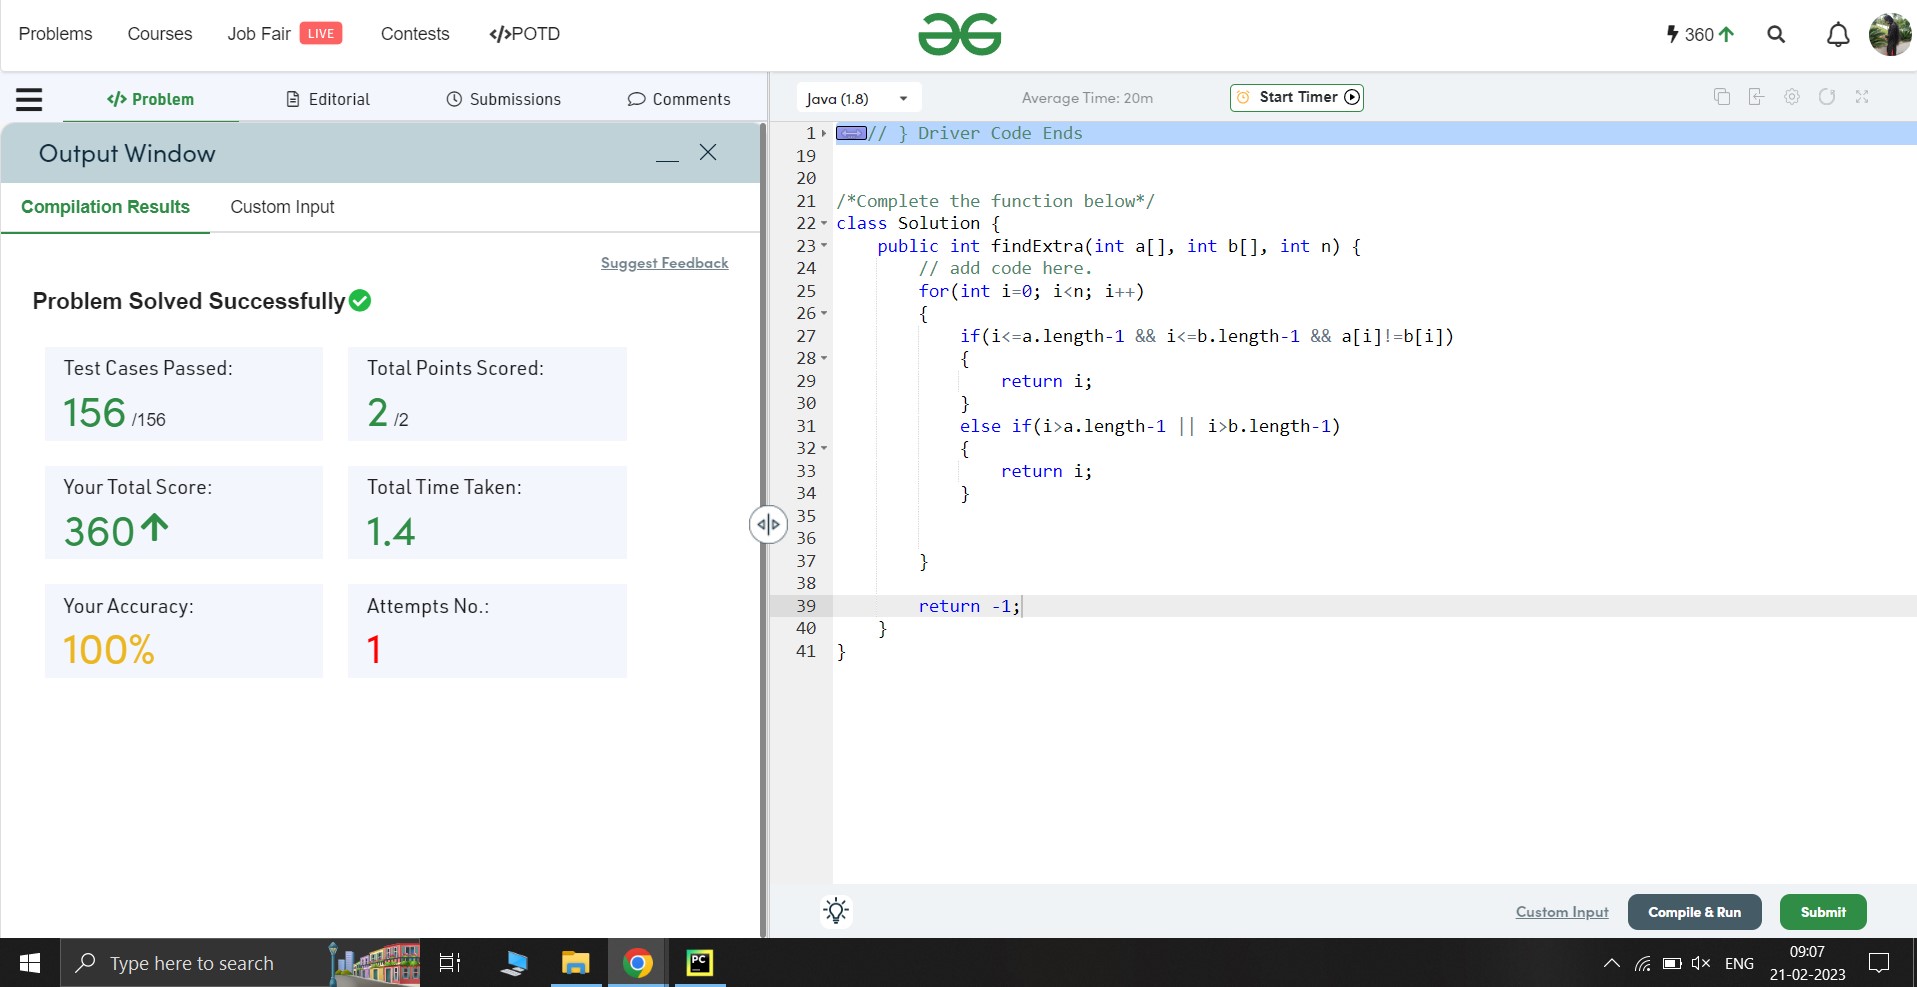 Problems Courses Job Fair LIVE Contests </>POTD 360
</> Problem Editorial Submissions Comments
Output Window
Compilation Results Custom Input
Suggest Feedback
Problem Solved Successfully
Test Cases Passed: Total Points Scored:
156 /156 2 /2
Your Total Score: Total Time Taken:
360 1.4
Your Accuracy: Attempts No.:
100% 1
Java (1.8) Average Time: 20m Start Timer
1 // } Driver Code Ends
19
20
21 /*Complete the function below*/
22 class Solution {
23 public int findExtra(int a[], int b[], int n) {
24 // add code here.
25 for(int i=0; i<n; i++)
26 {
27 if(i<=a.length-1 && i<=b.length-1 && a[i]!=b[i])
28 {
29 return i;
30 }
31 else if(i>a.length-1 || i>b.length-1)
32 {
33 return i;
34 }
35
36
37 }
38
39 return -1;
40 }
41 }
Custom Input Compile & Run Submit
Type here to search PC ENG 09:07
21-02-2023